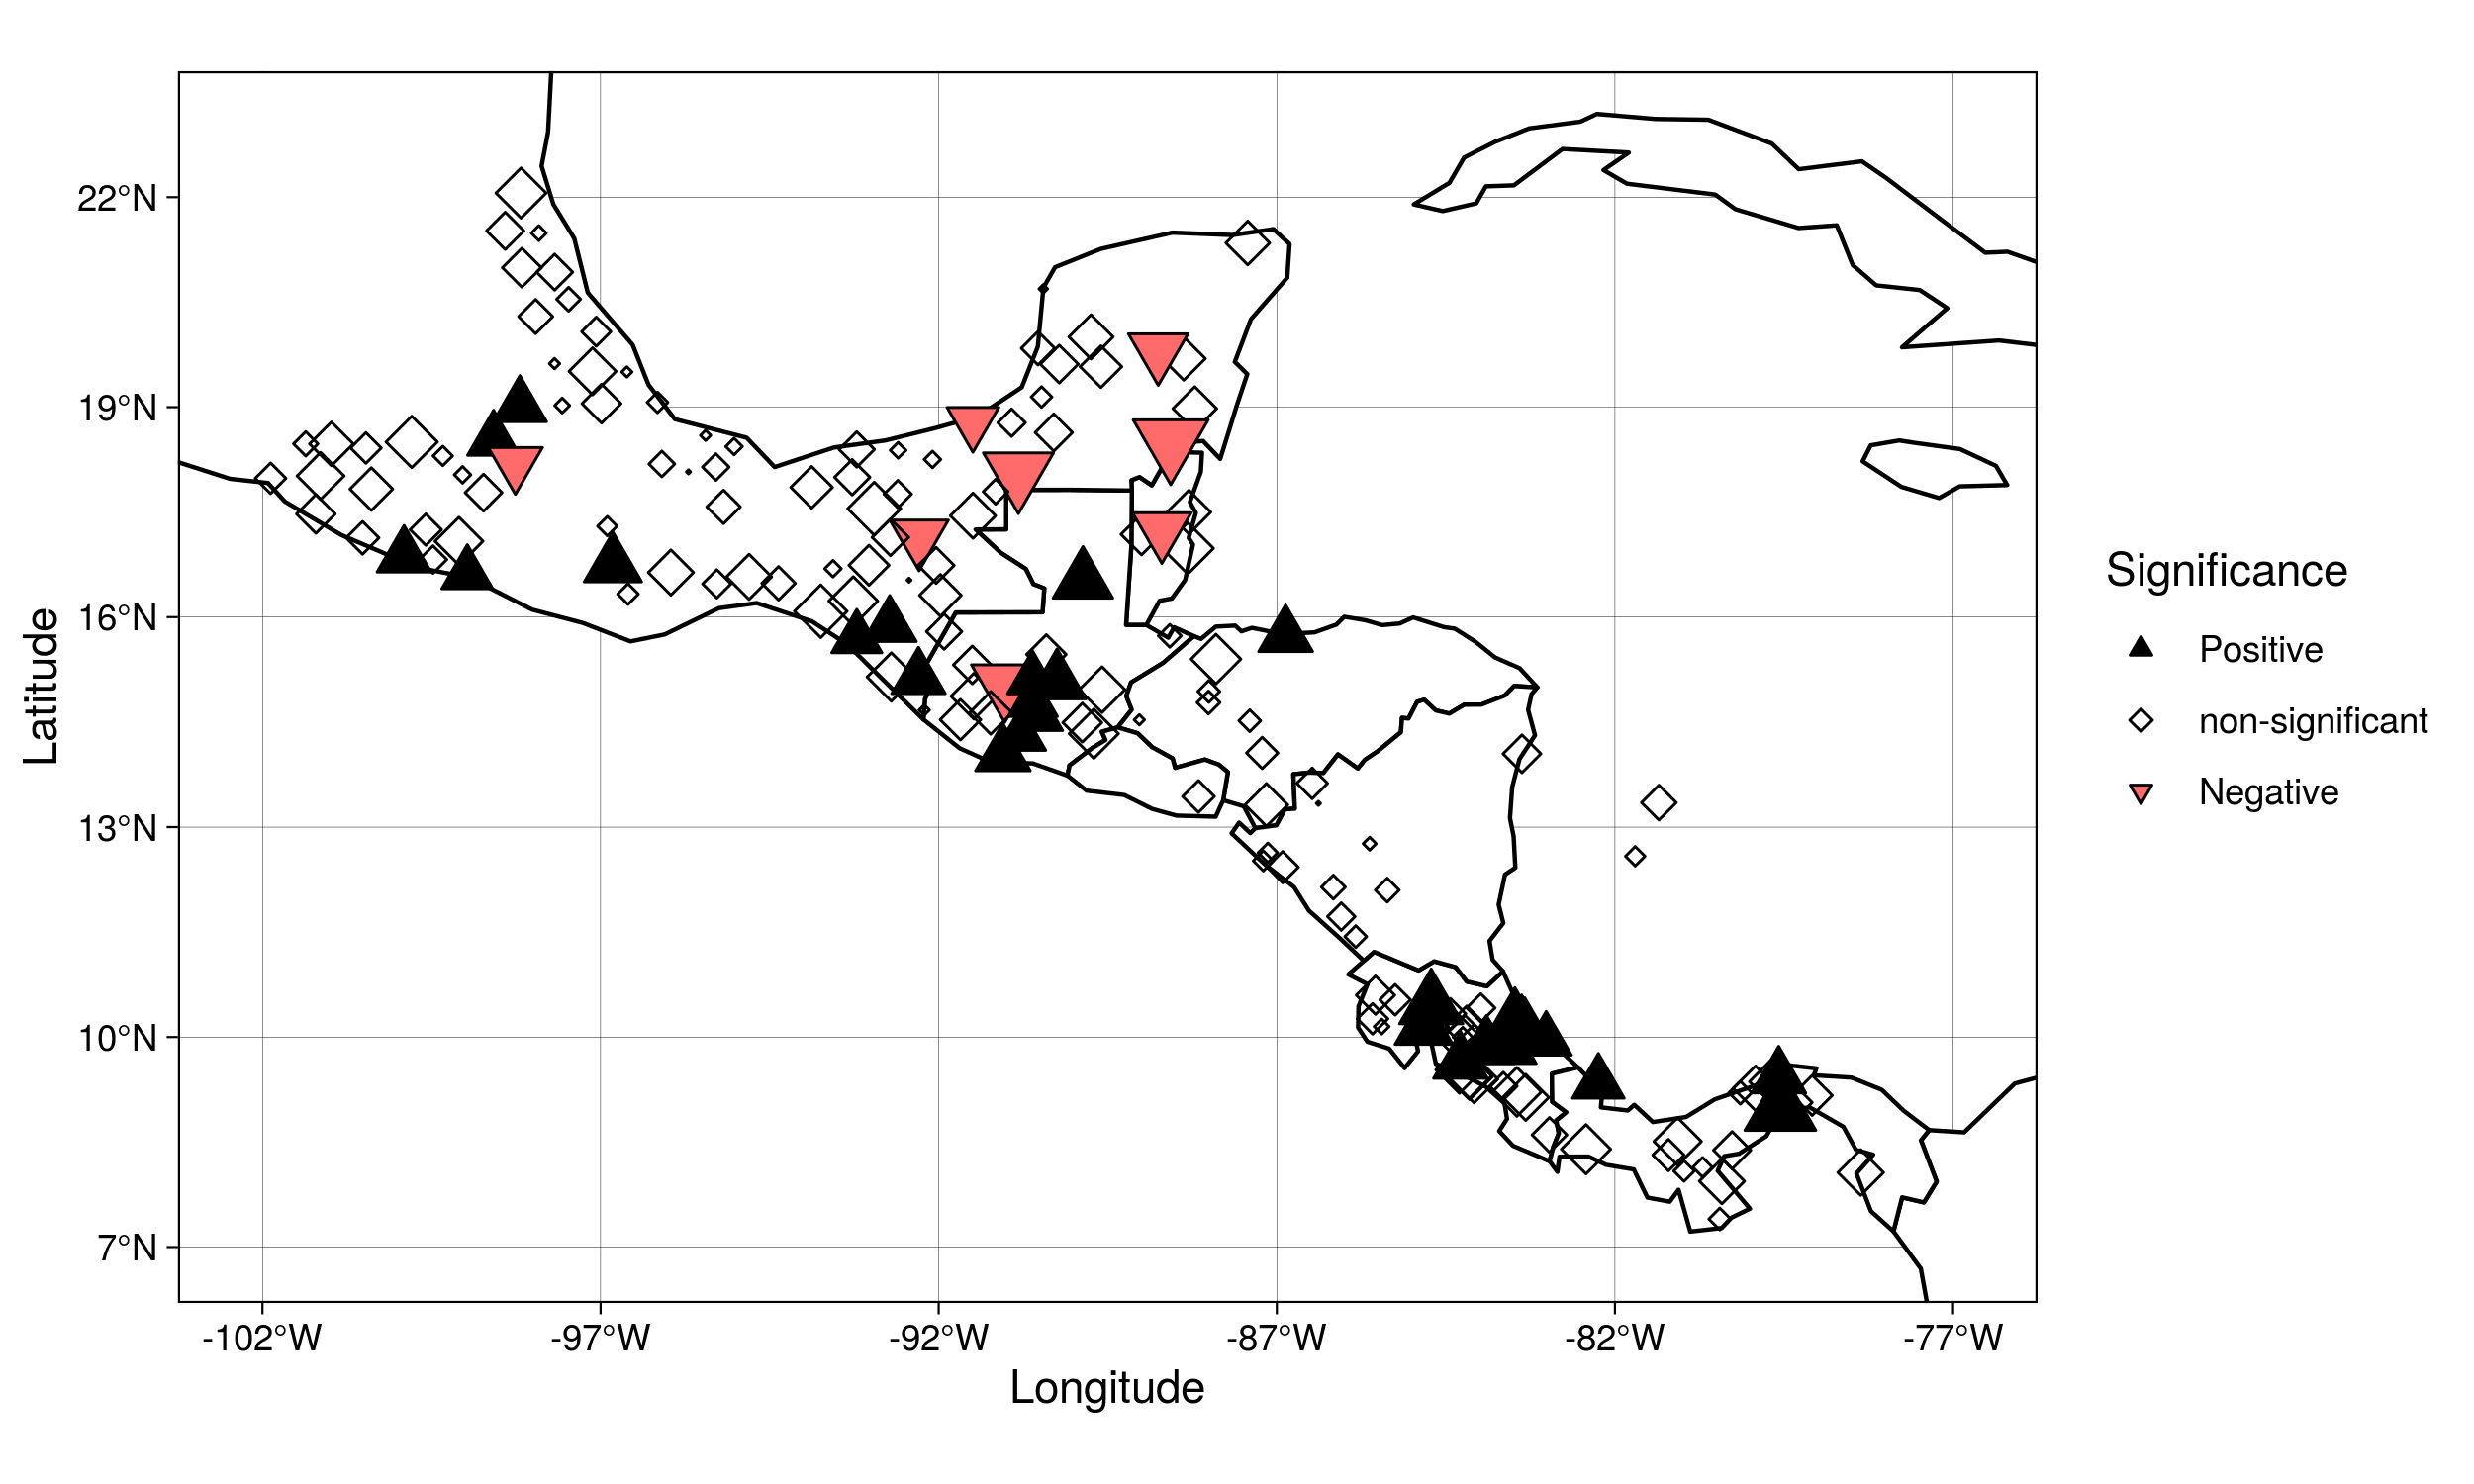 22°N
19°N
16°N
13°N
10°N
7°N
Latitude
-102°W
-97°W
-92°W
-87°W
-82°W
-77°W
Longitude
Significance
Positive
non-significant
Negative